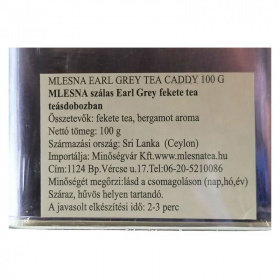 MLESNA EARL GREY TEA CADDY 100 G
MLESNA szálas Earl Grey fekete tea
teásdobozban
Összetevők: fekete tea, bergamot aroma
Nettó tömeg: 100 g
Származási ország: Sri Lanka (Ceylon)
Importálja: Minőségvár Kft.www.mlesnatea.hu
Cím:1124 Bp.Vércse u.17.Tel:06-20-5210086
Minőségét megőrzi:lásd a csomagoláson (nap,hó,év)
Száraz, hűvös helyen tartandó.
A javasolt elkészítési idő: 2-3 perc